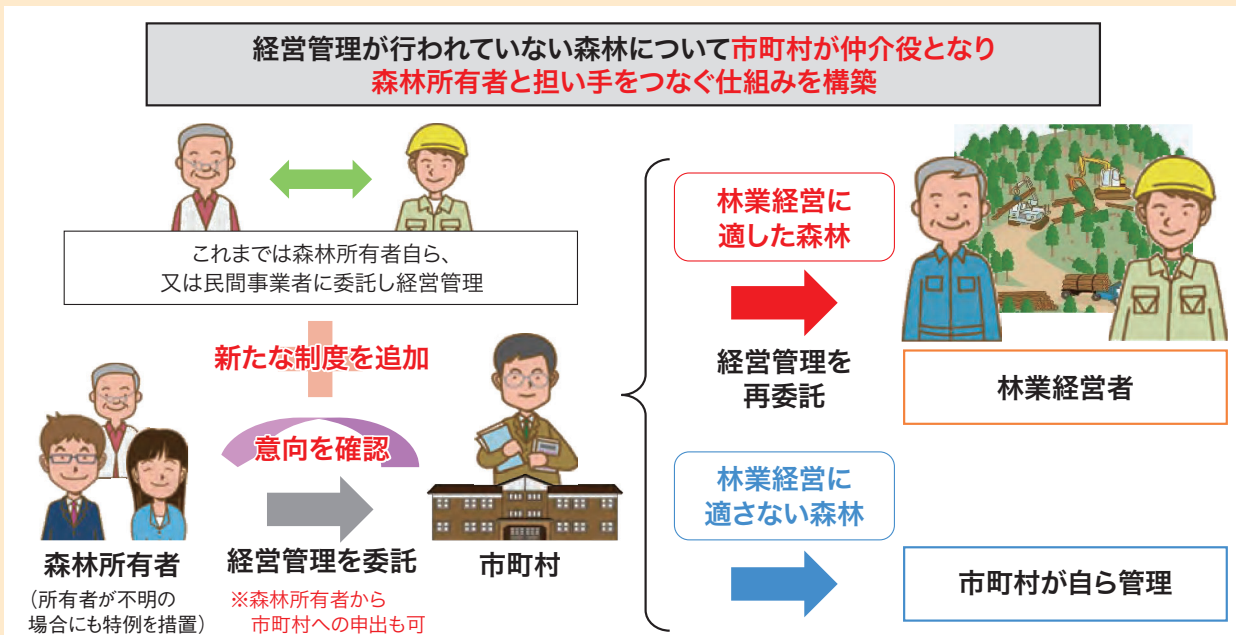 経営管理が行われていない森林について市町村が仲介役となり
森林所有者と担い手をつなぐ仕組みを構築
これまでは森林所有者自ら、
又は民間事業者に委託し経営管理
新たな制度を追加
意向を確認
森林所有者
(所有者が不明の
場合にも特例を措置)
経営管理を委託
※森林所有者から
市町村への申出も可
市町村
林業経営に
適した森林
経営管理を
再委託
林業経営者
林業経営に
適さない森林
市町村が自ら管理